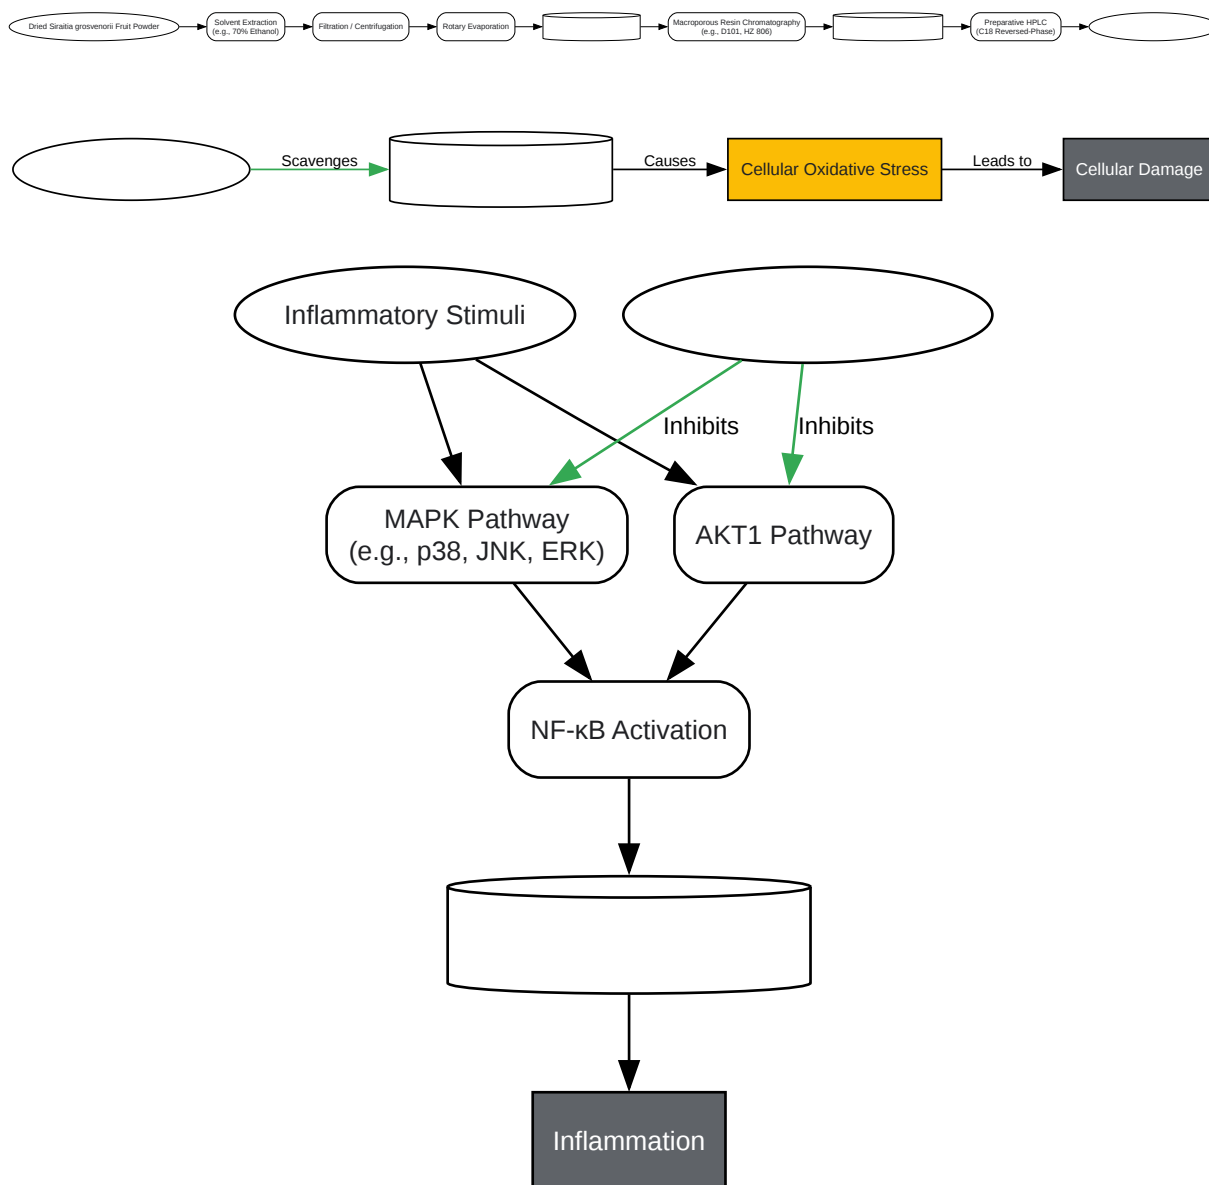 Dried Siraitia grosvenorii Fruit Powder
Solvent Extraction
(e.g., 70% Ethanol)
Filtration / Centrifugation
Rotary Evaporation
Macroporous Resin Chromatography
(e.g., D101, HZ 806)
Preparative HPLC
(C18 Reversed-Phase)
Scavenges
Causes
Cellular Oxidative Stress
Leads to
Cellular Damage
Inflammatory Stimuli
Inhibits
Inhibits
MAPK Pathway
(e.g., p38, JNK, ERK)
AKT1 Pathway
NF-κB Activation
Inflammation